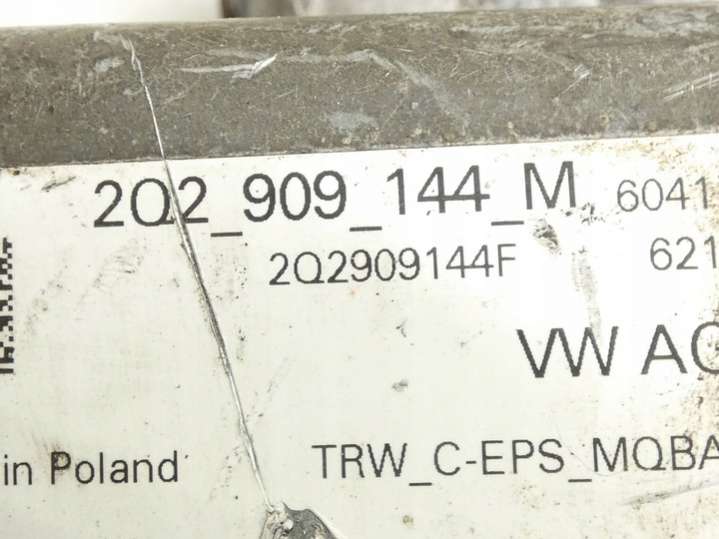 2Q2_909_144_M 6041
2Q2909144F 621
VW AG
in Poland TRW_C-EPS_MQBA